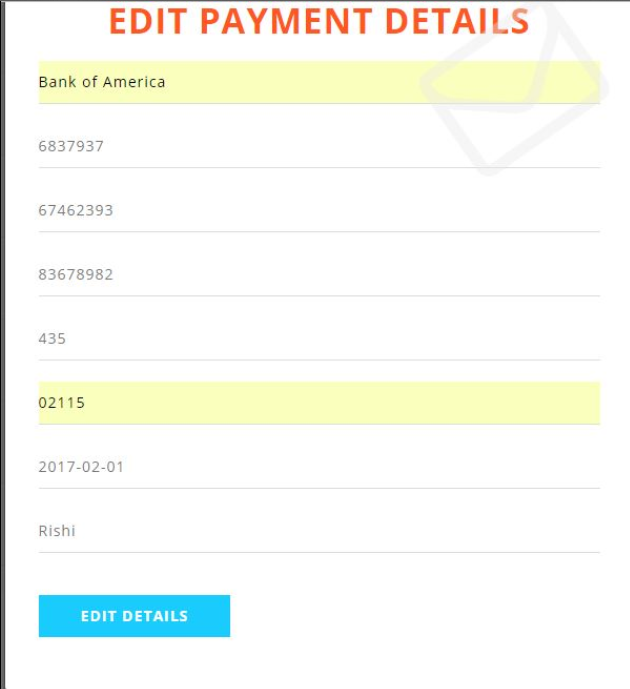 EDIT PAYMENT DETAILS
Bank of America
6837937
67462393
83678982
435
02115
2017-02-01
Rishi
EDIT DETAILS